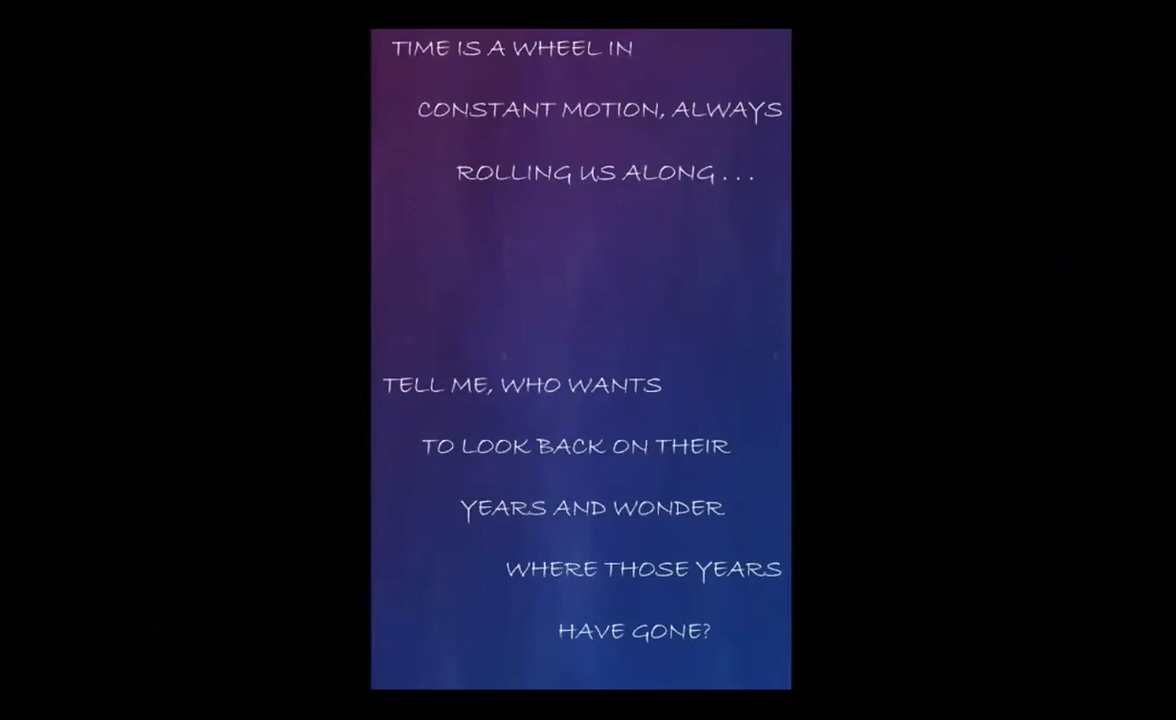 TIME IS A WHEEL IN
CONSTANT MOTION, ALWAYS
ROLLING US ALONG . . .
TELL ME, WHO WANTS
TO LOOK BACK ON THEIR
YEARS AND WONDER
WHERE THOSE YEARS
HAVE GONE?